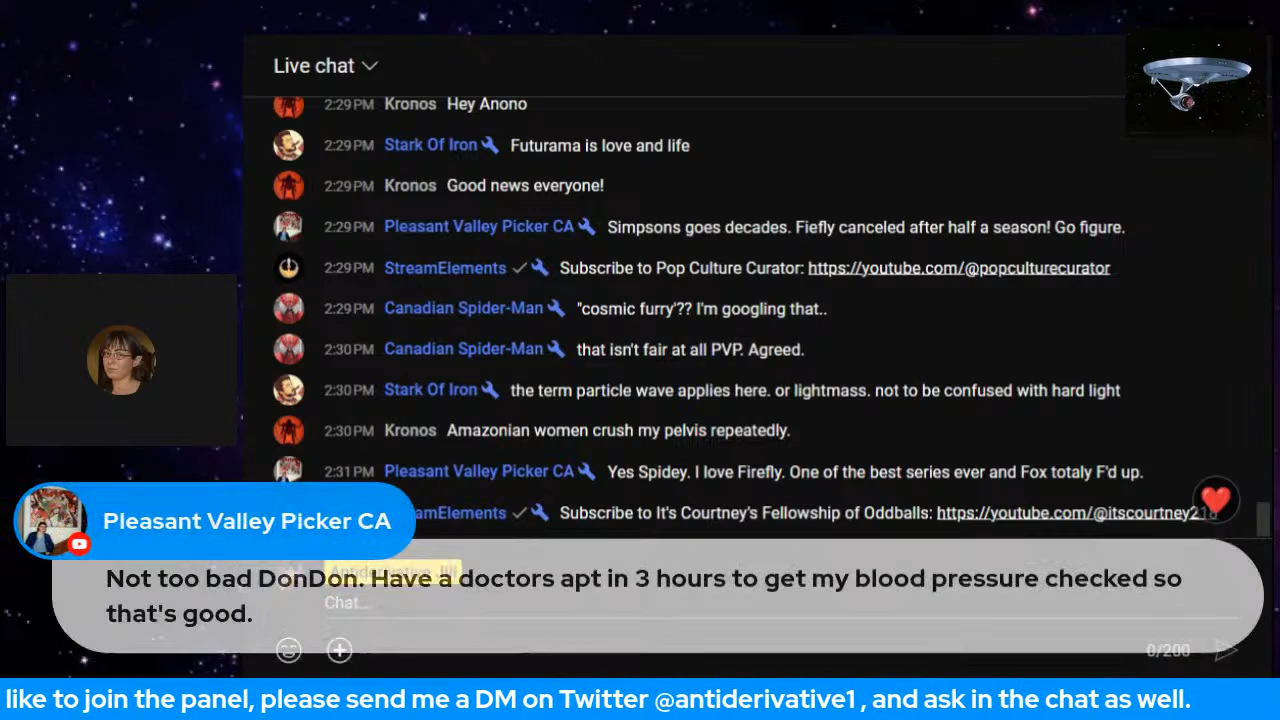 Live chat
2:29 PM Kronos Hey Anono
2:29 PM Stark Of Iron Futurama is love and life
2:29 PM Kronos Good news everyone!
2:29 PM Pleasant Valley Picker CA Simpsons goes decades. Fiefly canceled after half a season! Go figure.
2:29 PM StreamElements Subscribe to Pop Culture Curator: https://youtube.com/@popculturecurator
2:29 PM Canadian Spider-Man "cosmic furry'?? I'm googling that..
2:30 PM Canadian Spider-Man that isn't fair at all PVP. Agreed.
2:30 PM Stark Of Iron the term particle wave applies here. or lightmass. not to be confused with hard light
2:30 PM Kronos Amazonian women crush my pelvis repeatedly.
2:31 PM Pleasant Valley Picker CA Yes Spidey. I love Firefly. One of the best series ever and Fox totaly F'd up.
amElements Subscribe to It's Courtney's Fellowship of Oddballs: https://youtube.com/@itscourtney21
Pleasant Valley Picker CA
Not too bad DonDon. Have a doctors apt in 3 hours to get my blood pressure checked so
that's good.
Chat...
0/200
like to join the panel, please send me a DM on Twitter @antiderivative1 , and ask in the chat as well.